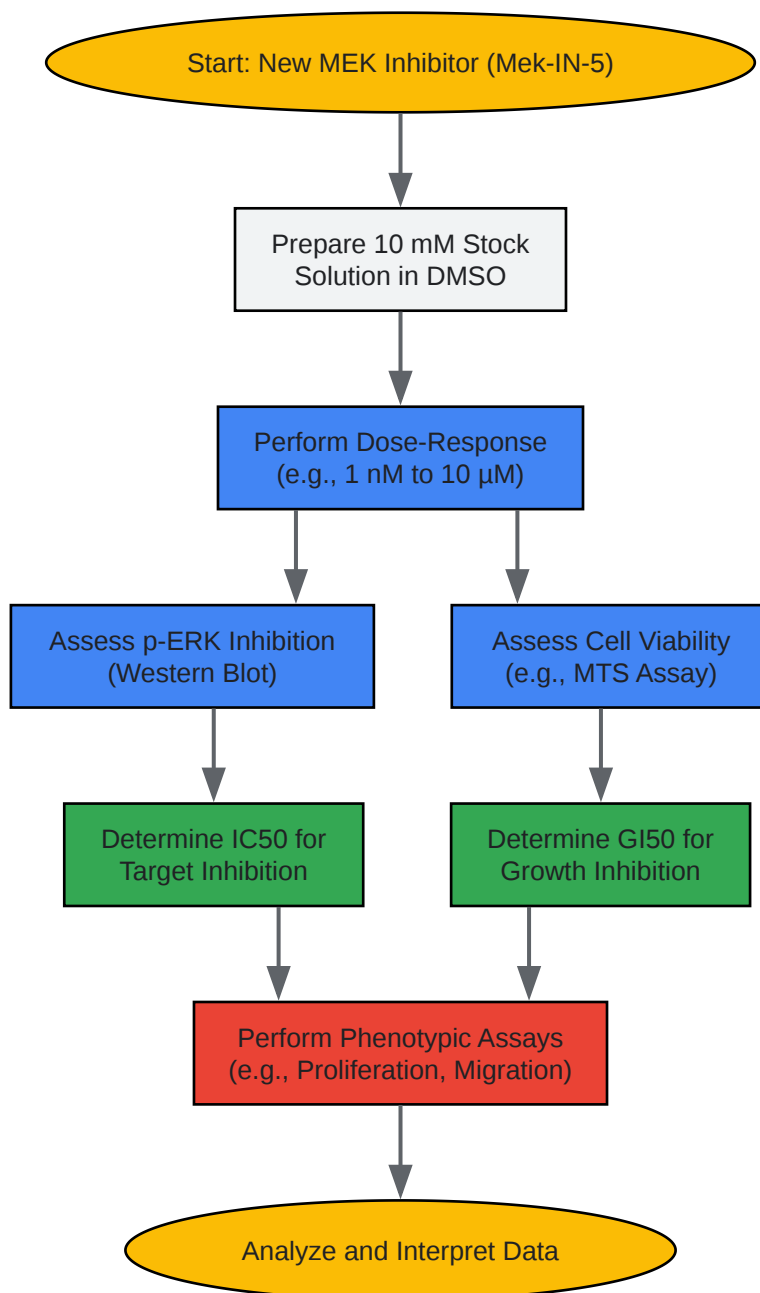 Start: New MEK Inhibitor (Mek-IN-5)
Prepare 10 mM Stock
Solution in DMSO
Perform Dose-Response
(e.g., 1 nM to 10 µM)
Assess p-ERK Inhibition
(Western Blot)
Assess Cell Viability
(e.g., MTS Assay)
Determine IC50 for
Target Inhibition
Determine GI50 for
Growth Inhibition
Perform Phenotypic Assays
(e.g., Proliferation, Migration)
Analyze and Interpret Data